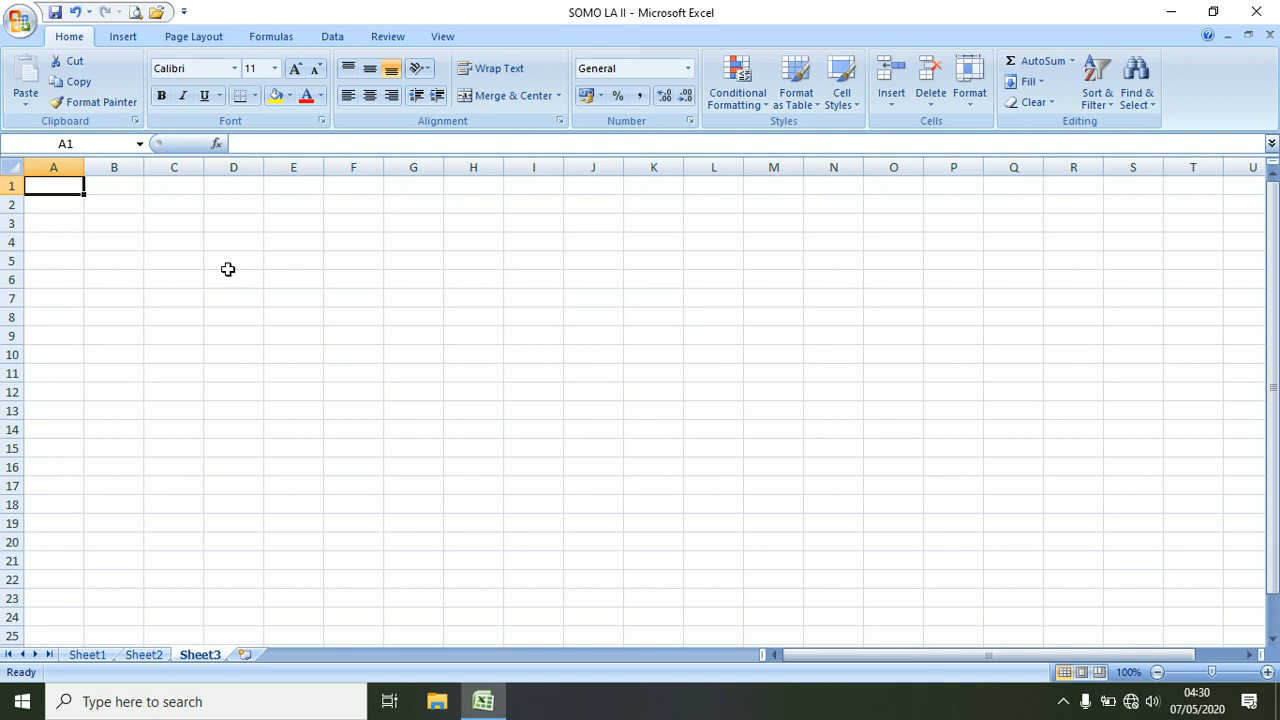 SOMO LA II - Microsoft Excel
Home Insert Page Layout Formulas Data Review View
Paste Cut Copy Format Painter Clipboard
Calibri 11 A A B I U A Font
Wrap Text Merge & Center Alignment
General % , Number
Conditional Formatting Format as Table Cell Styles Styles
Insert Delete Format Cells
Σ AutoSum Fill Clear Sort & Filter Find & Select Editing
A1 fx
A B C D E F G H I J K L M N O P Q R S T U
1
2
3
4
5
6
7
8
9
10
11
12
13
14
15
16
17
18
19
20
21
22
23
24
25
Sheet1 Sheet2 Sheet3
Ready 100%
Type here to search 04:30
07/05/2020